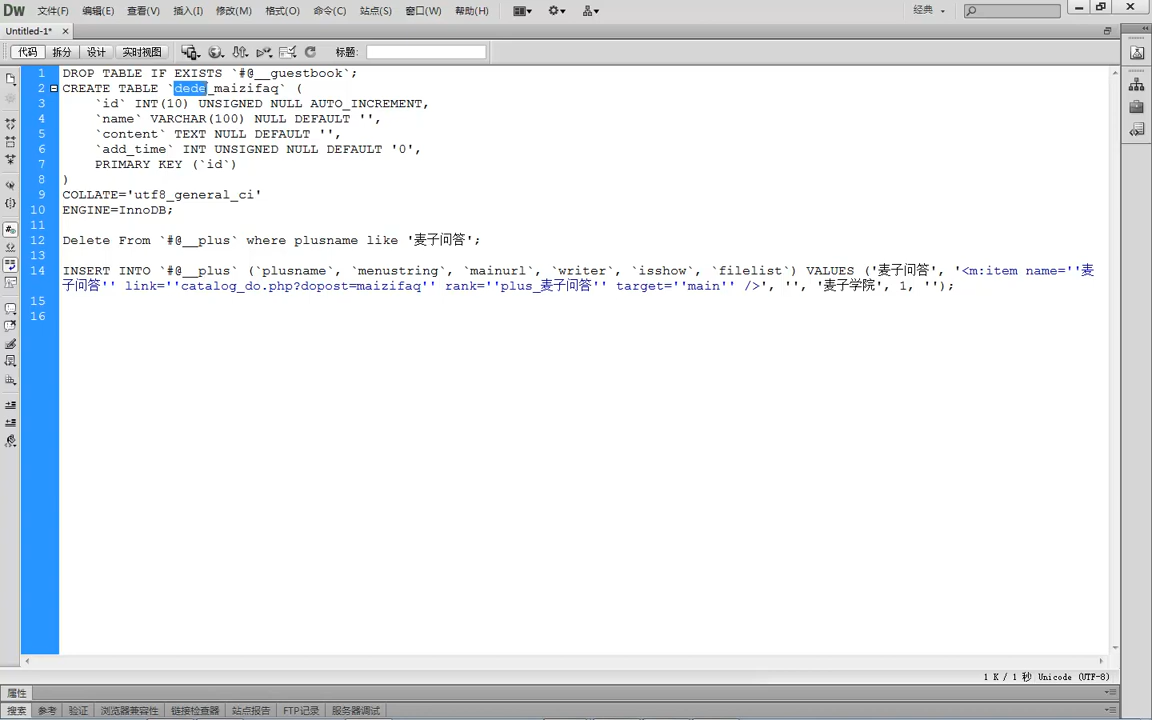 Dw 文件(F) 编辑(E) 查看(V) 插入(I) 修改(M) 格式(O) 命令(C) 站点(S) 窗口(W) 帮助(H) 经典
Untitled-1* ×
代码 拆分 设计 实时视图 标题:
1 DROP TABLE IF EXISTS `#@__guestbook`;
2 CREATE TABLE `dede_maizifaq` (
3 `id` INT(10) UNSIGNED NULL AUTO_INCREMENT,
4 `name` VARCHAR(100) NULL DEFAULT '',
5 `content` TEXT NULL DEFAULT '',
6 `add_time` INT UNSIGNED NULL DEFAULT '0',
7 PRIMARY KEY (`id`)
8 )
9 COLLATE='utf8_general_ci'
10 ENGINE=InnoDB;
11
12 Delete From `#@__plus` where plusname like '麦子问答';
13
14 INSERT INTO `#@__plus` (`plusname`, `menustring`, `mainurl`, `writer`, `isshow`, `filelist`) VALUES ('麦子问答', '<m:item name=''麦
子问答'' link=''catalog_do.php?dopost=maizifaq'' rank=''plus_麦子问答'' target=''main'' />', '', '麦子学院', 1, '');
15
16
1 K / 1 秒 Unicode (UTF-8)
属性
搜索 参考 验证 浏览器兼容性 链接检查器 站点报告 FTP记录 服务器调试